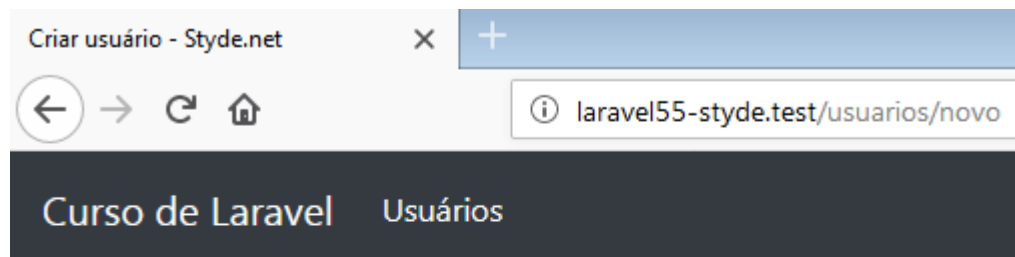 Criar usuário - Styde.net
laravel55-styde.test/usuarios/novo
Curso de Laravel Usuários